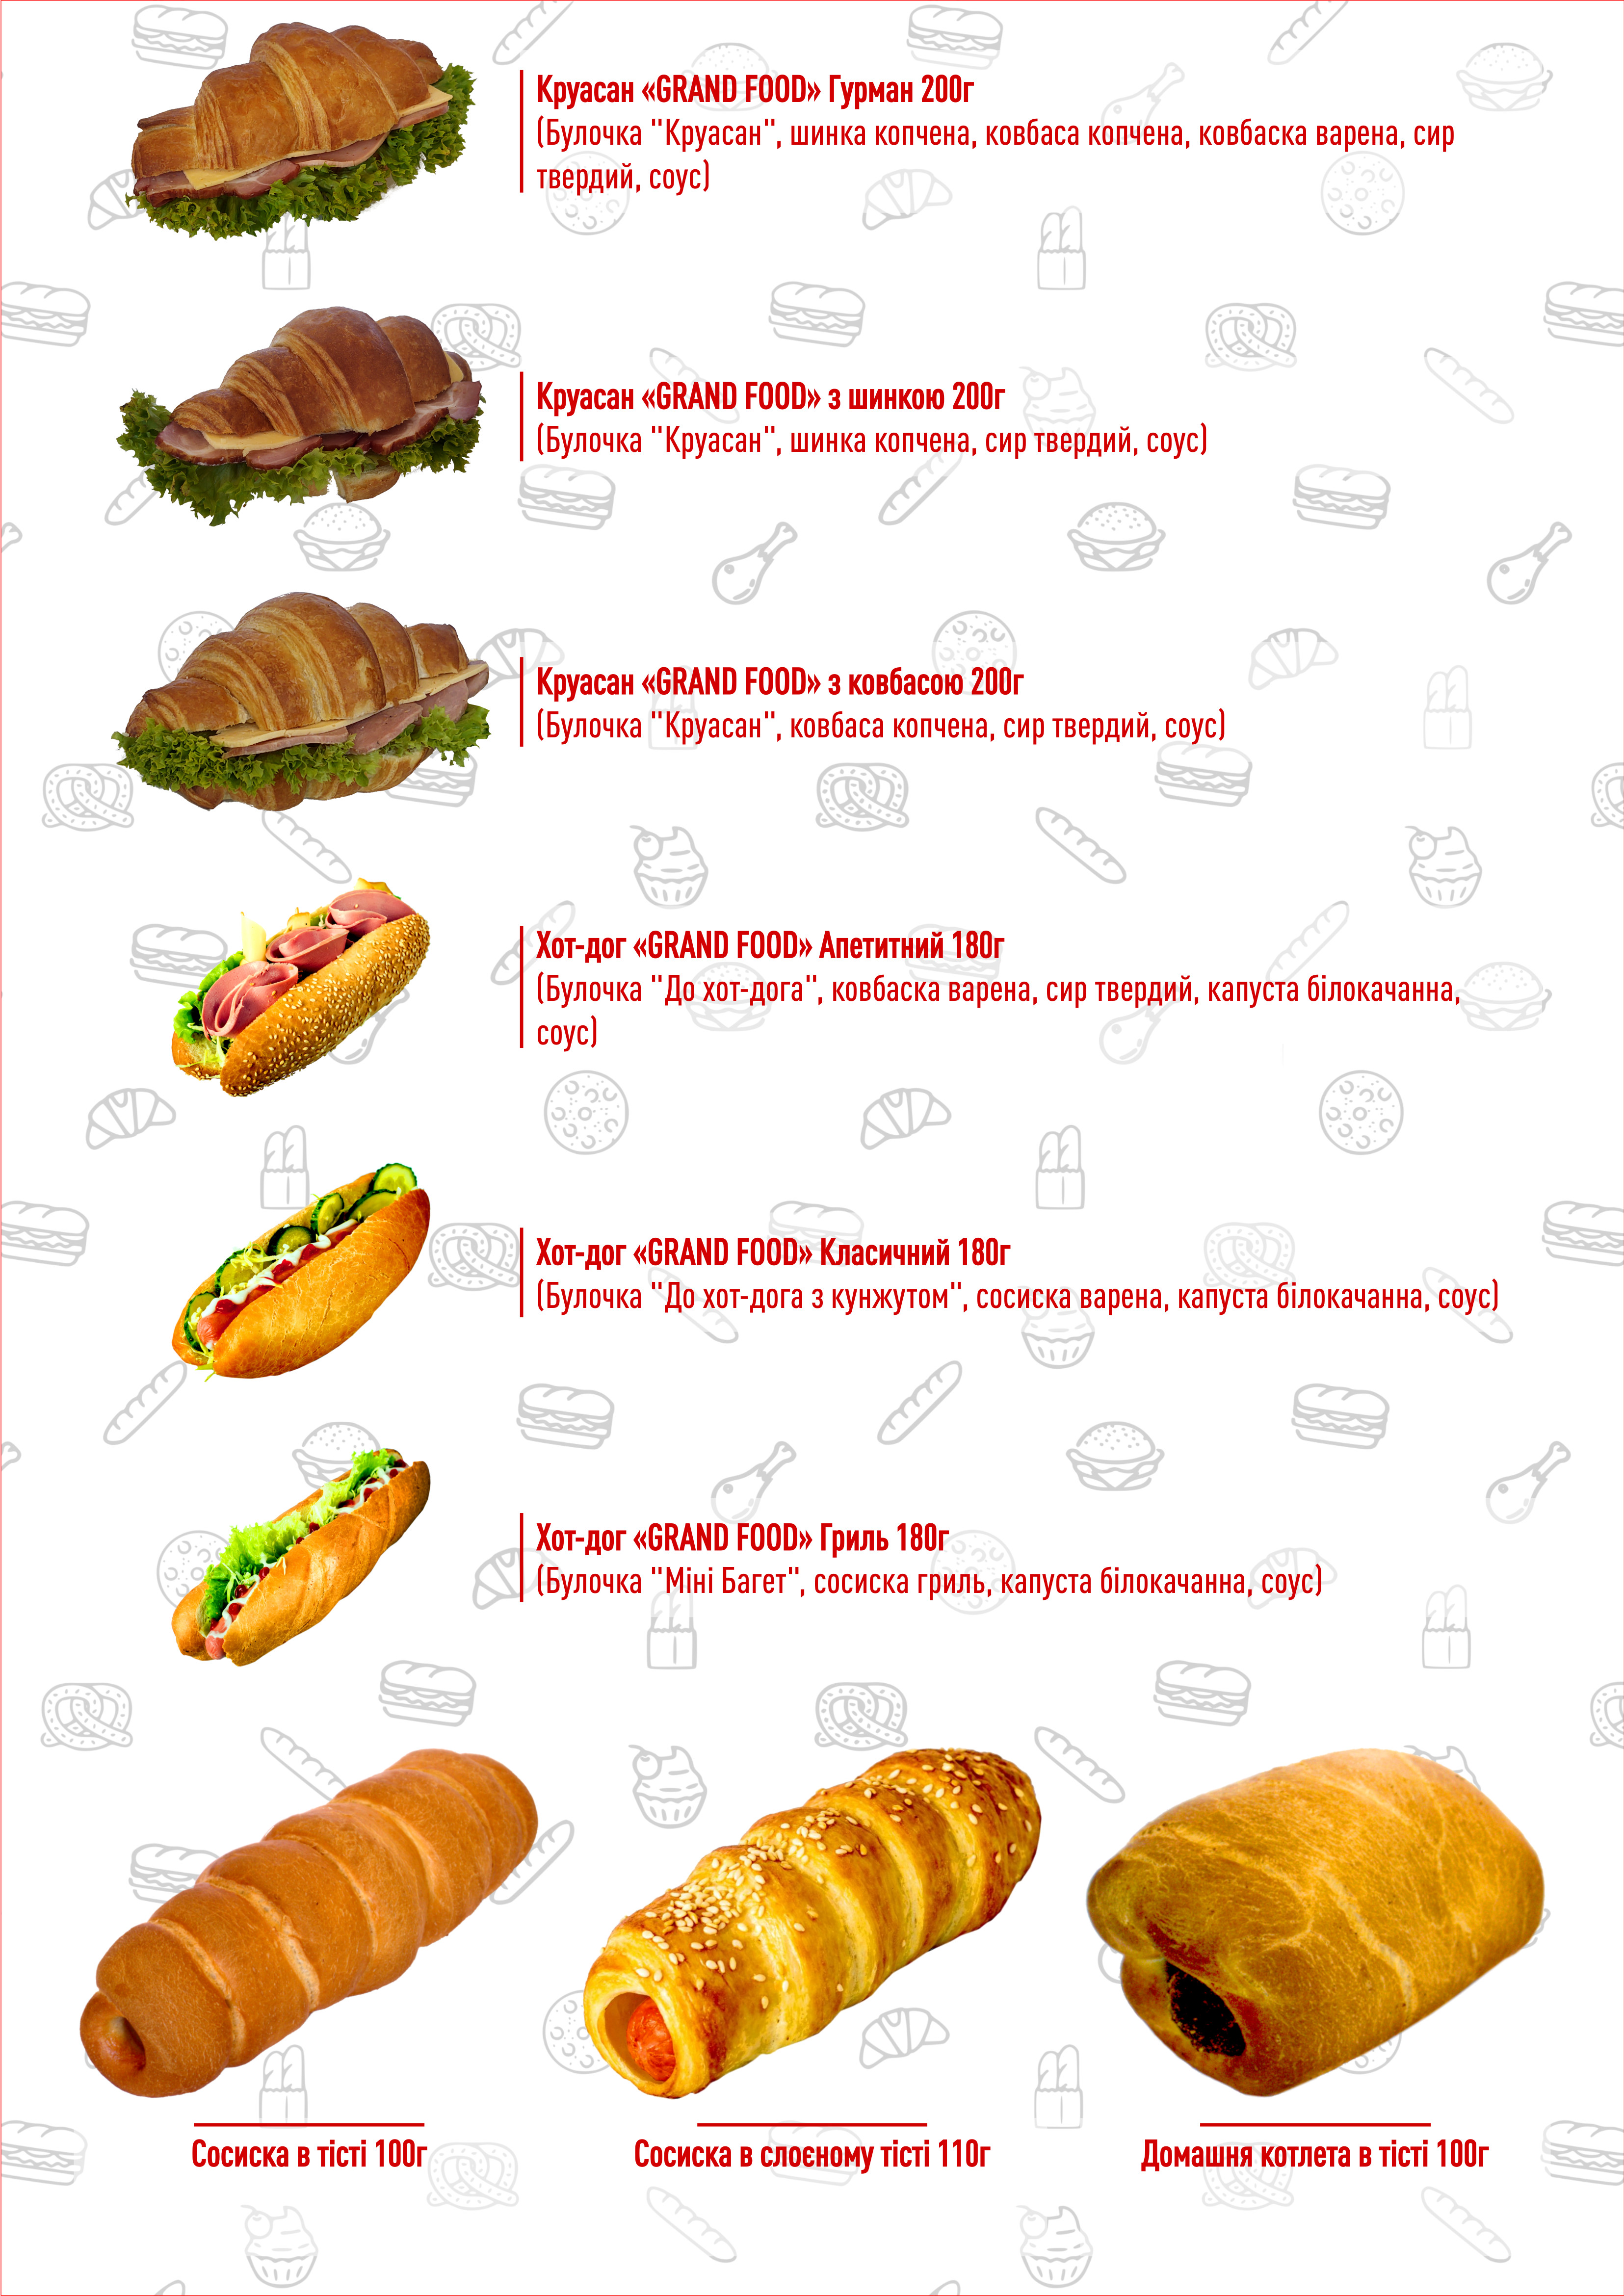 Круасан «GRAND FOOD» Гурман 200г
(Булочка "Круасан", шинка копчена, ковбаса копчена, ковбаска варена, сир
твердий, соус)
Круасан «GRAND FOOD» з шинкою 200г
(Булочка "Круасан", шинка копчена, сир твердий, соус)
Круасан «GRAND FOOD» з ковбасою 200г
(Булочка "Круасан", ковбаса копчена, сир твердий, соус)
Хот-дог «GRAND FOOD» Апетитний 180г
(Булочка "До хот-дога", ковбаска варена, сир твердий, капуста білокачанна,
соус)
Хот-дог «GRAND FOOD» Класичний 180г
(Булочка "До хот-дога з кунжутом", сосиска варена, капуста білокачанна, соус)
Хот-дог «GRAND FOOD» Гриль 180г
(Булочка "Міні Багет", сосиска гриль, капуста білокачанна, соус)
Сосиска в тісті 100г
Сосиска в слоєному тісті 110г
Домашня котлета в тісті 100г